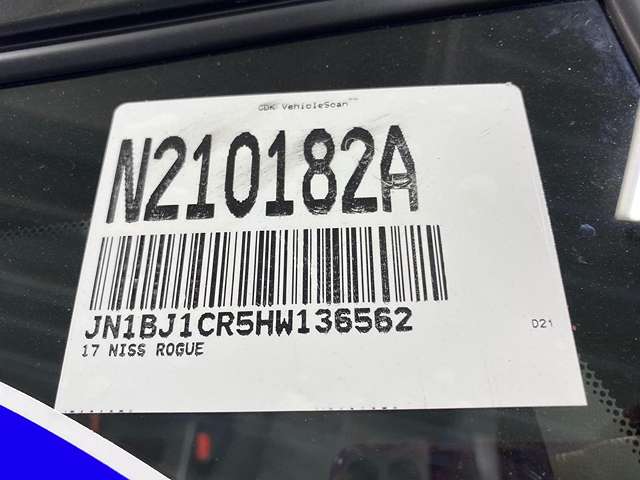 CDK VehicleScan
N210182A
JN1BJ1CR5HW136562
17 NISS ROGUE
D21